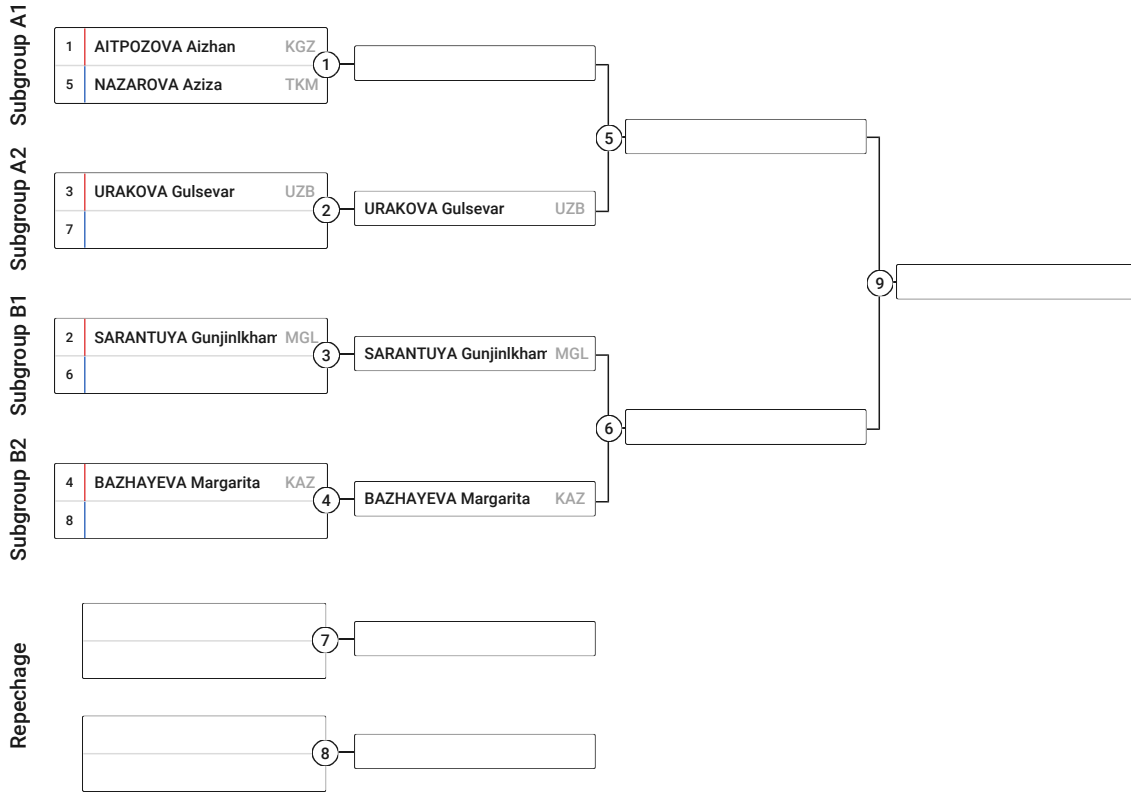 Subgroup A1
1 AITPOZOVA Aizhan KGZ
5 NAZAROVA Aziza TKM
1
5
Subgroup A2
3 URAKOVA Gulsevar UZB
7
2
URAKOVA Gulsevar UZB
9
Subgroup B1
2 SARANTUYA Gunjinlkham MGL
6
3
SARANTUYA Gunjinlkham MGL
6
Subgroup B2
4 BAZHAYEVA Margarita KAZ
8
4
BAZHAYEVA Margarita KAZ
Repechage
7
8